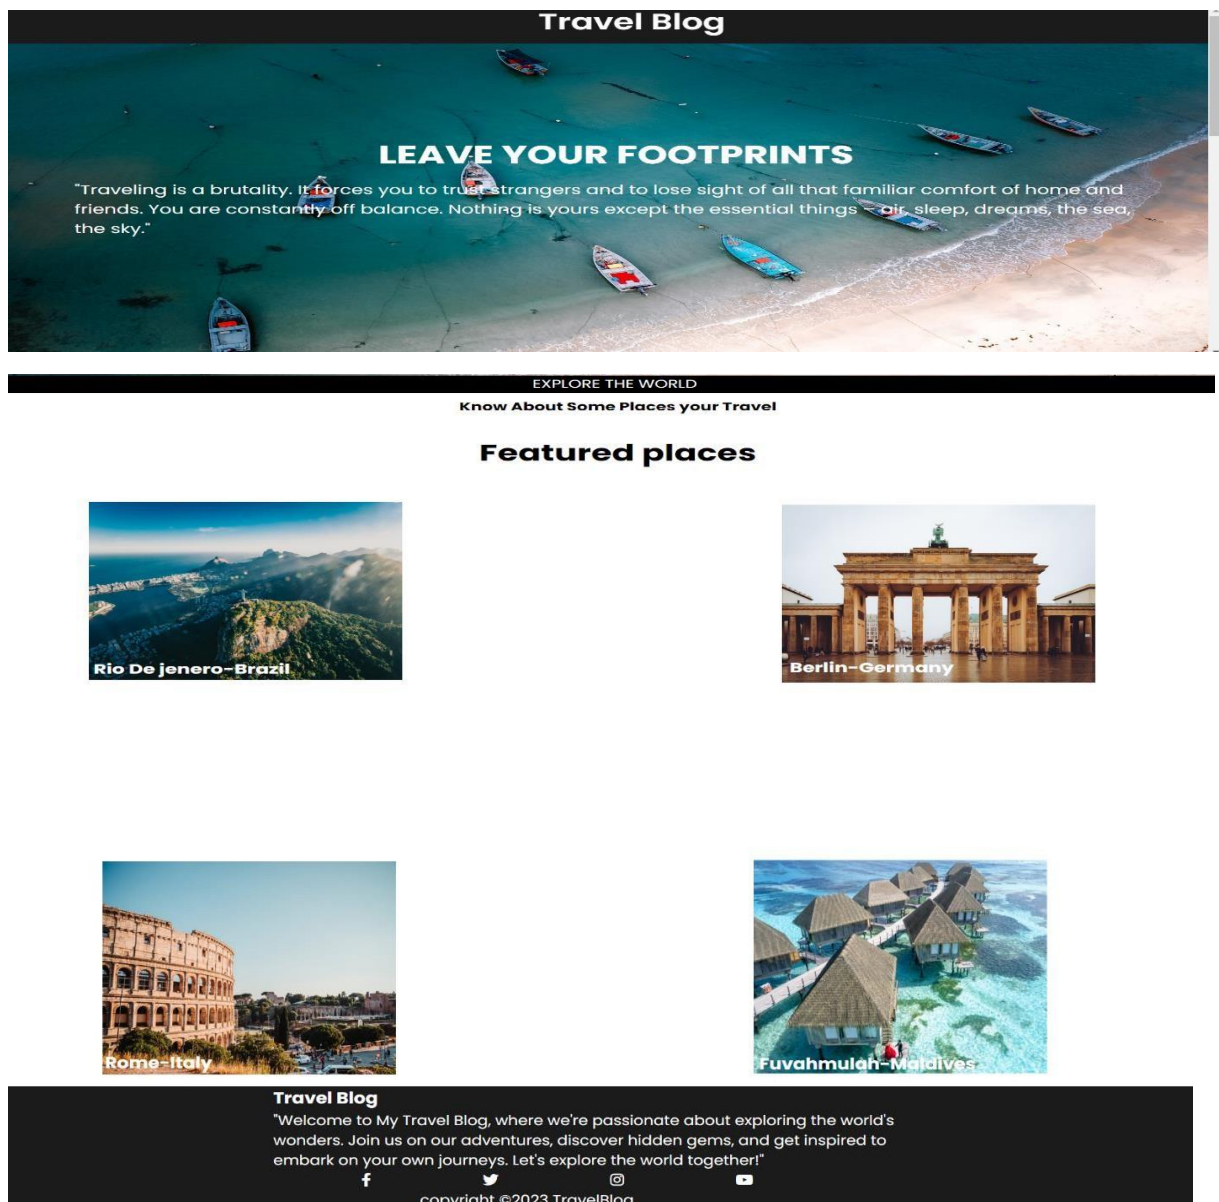 Travel Blog
LEAVE YOUR FOOTPRINTS
"Traveling is a brutality. It forces you to trust strangers and to lose sight of all that familiar comfort of home and
friends. You are constantly off balance. Nothing is yours except the essential things – air, sleep, dreams, the sea,
the sky."
EXPLORE THE WORLD
Know About Some Places your Travel
Featured places
Rio De jenero-Brazil
Berlin-Germany
Rome-Italy
Fuvahmulah-Maldives
Travel Blog
"Welcome to My Travel Blog, where we're passionate about exploring the world's
wonders. Join us on our adventures, discover hidden gems, and get inspired to
embark on your own journeys. Let's explore the world together!"
copyright ©2023 TravelBlog